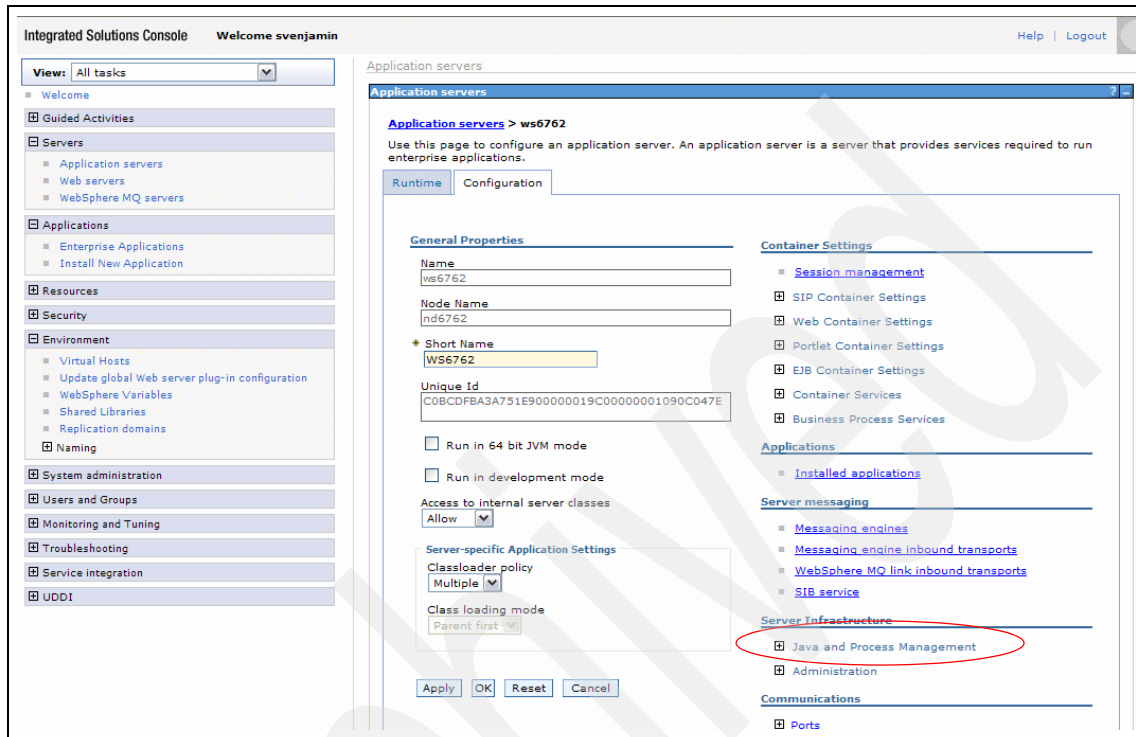 Integrated Solutions Console Welcome svenjamin
Help | Logout
View: All tasks
Welcome
Guided Activities
Servers
Application servers
Web servers
WebSphere MQ servers
Applications
Enterprise Applications
Install New Application
Resources
Security
Environment
Virtual Hosts
Update global Web server plug-in configuration
WebSphere Variables
Shared Libraries
Replication domains
Naming
System administration
Users and Groups
Monitoring and Tuning
Troubleshooting
Service integration
UDDI
Application servers
Application servers ? _
Application servers > ws6762
Use this page to configure an application server. An application server is a server that provides services required to run
enterprise applications.
Runtime Configuration
General Properties
Name
ws6762
Node Name
nd6762
* Short Name
WS6762
Unique Id
C0BCDFBA3A751E900000019C00000001090C047E
Run in 64 bit JVM mode
Run in development mode
Access to internal server classes
Allow
Server-specific Application Settings
Classloader policy
Multiple
Class loading mode
Parent first
Apply OK Reset Cancel
Container Settings
Session management
SIP Container Settings
Web Container Settings
Portlet Container Settings
EJB Container Settings
Container Services
Business Process Services
Applications
Installed applications
Server messaging
Messaging engines
Messaging engine inbound transports
WebSphere MQ link inbound transports
SIB service
Server Infrastructure
Java and Process Management
Administration
Communications
Ports